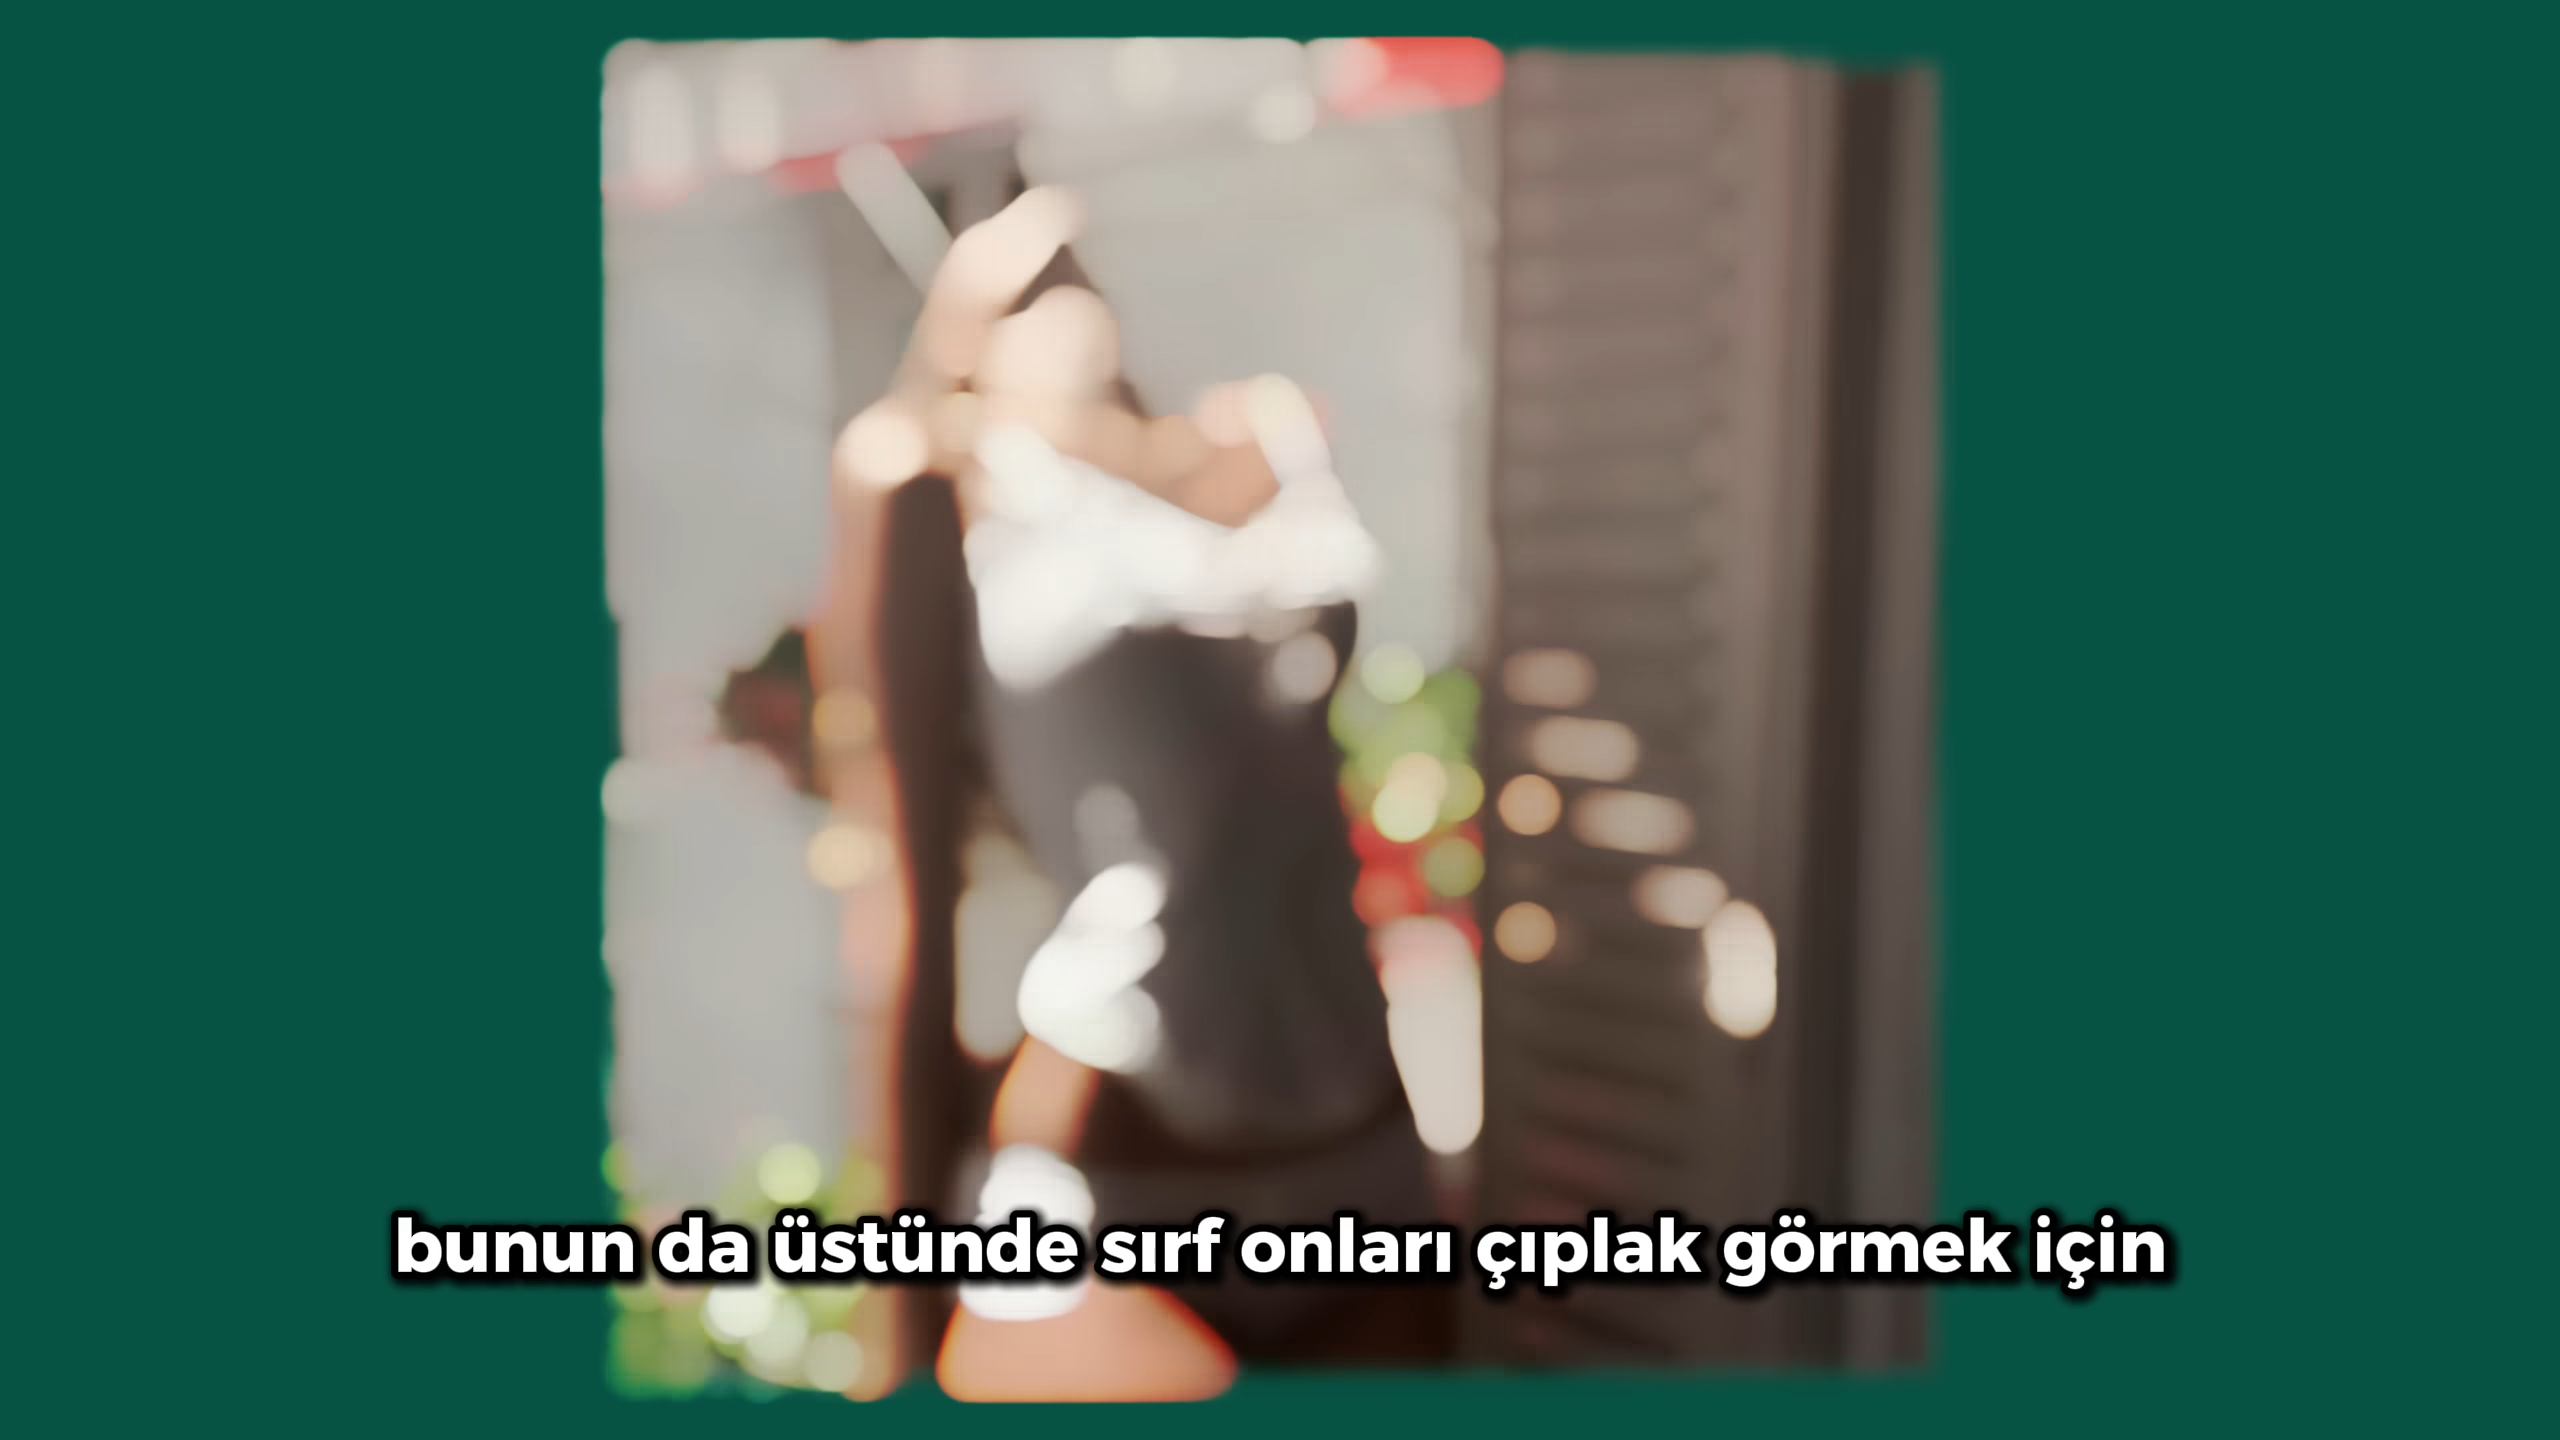 bunun da üstünde sırf onları çıplak görmek için